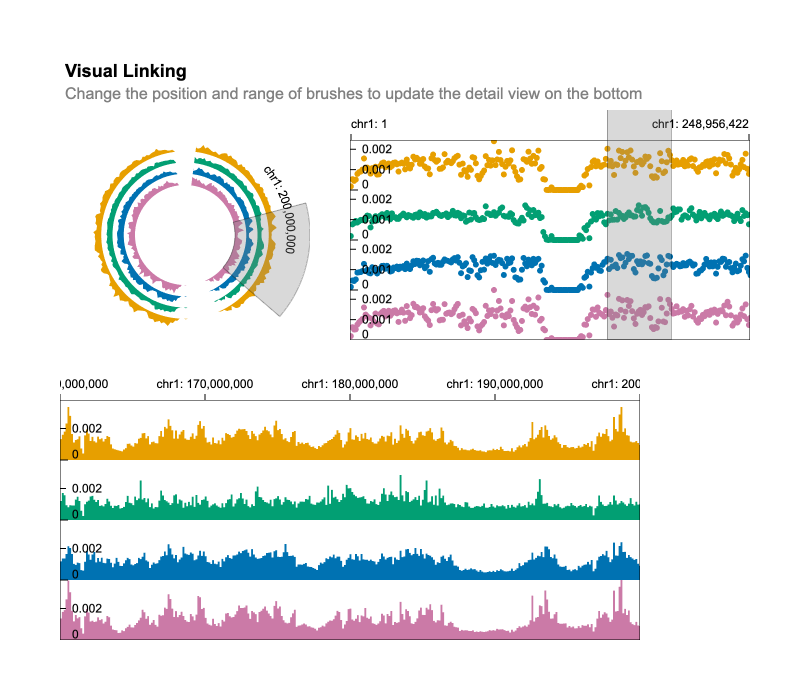 Visual Linking
Change the position and range of brushes to update the detail view on the bottom
chr1: 200,000,000
chr1: 1
chr1: 248,956,422
0.002
0.001
0
0.002
0.001
0.002
0.001
0
0.002
0.001
0
,000,000
chr1: 170,000,000
chr1: 180,000,000
chr1: 190,000,000
chr1: 200
0.002
0
0.002
0
0.002
0
0.002
0